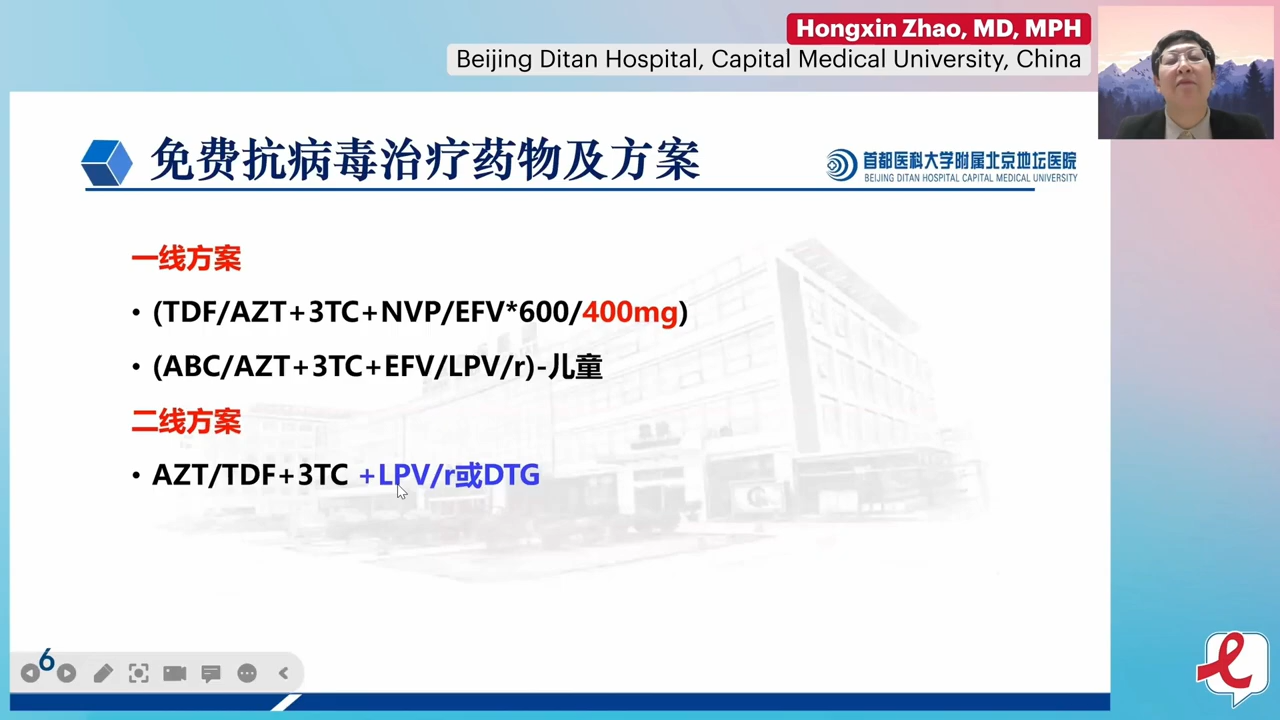 Hongxin Zhao, MD, MPH
Beijing Ditan Hospital, Capital Medical University, China
免费抗病毒治疗药物及方案
首都医科大学附属北京地坛医院
BEIJING DITAN HOSPITAL CAPITAL MEDICAL UNIVERSITY
一线方案
• (TDF/AZT+3TC+NVP/EFV*600/400mg)
• (ABC/AZT+3TC+EFV/LPV/r)-儿童
二线方案
• AZT/TDF+3TC +LPV/r或DTG
6